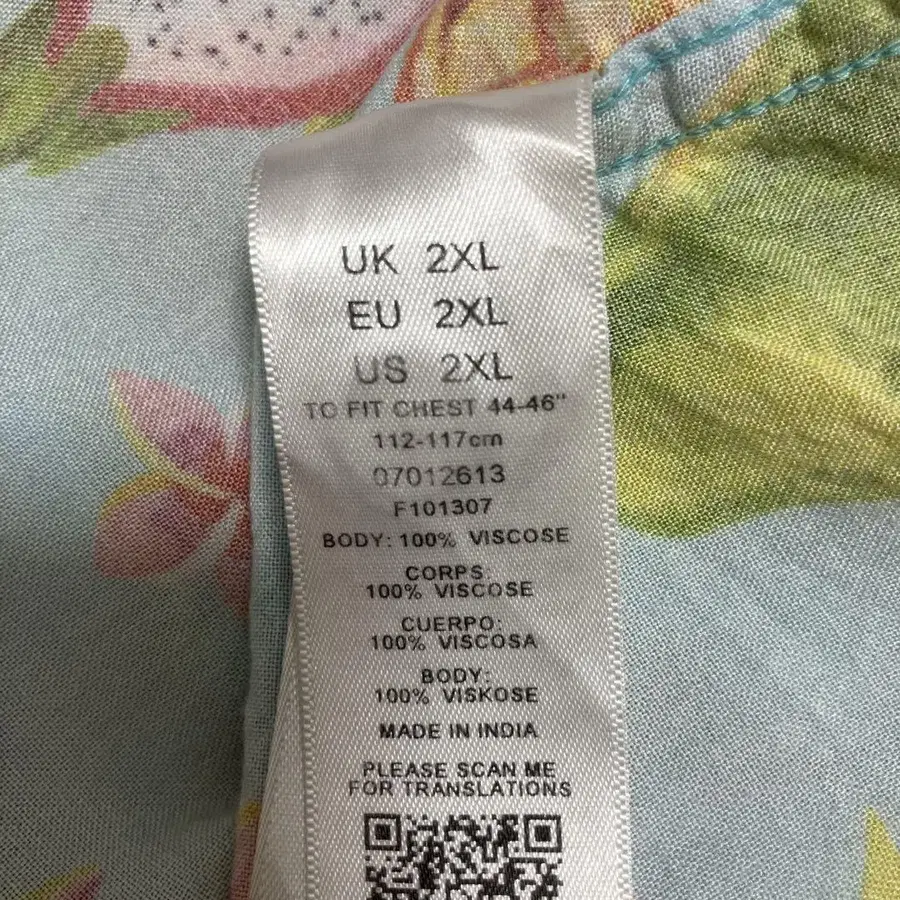 UK 2XL
EU 2XL
US 2XL
TO FIT CHEST 44-46"
112-117cm
07012613
F101307
BODY: 100% VISCOSE
CORPS
100% VISCOSE
CUERPO:
100% VISCOSA
BODY:
100% VISKOSE
MADE IN INDIA
PLEASE SCAN ME
FOR TRANSLATIONS